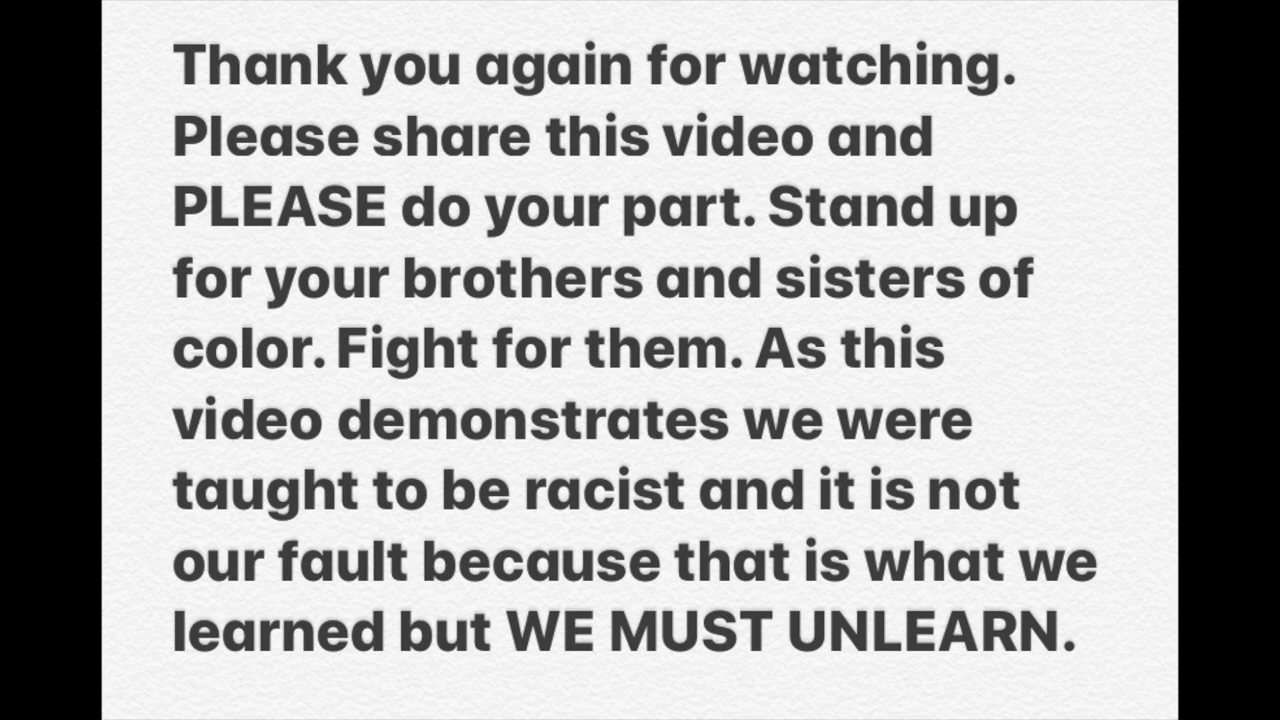 Thank you again for watching.
Please share this video and
PLEASE do your part. Stand up
for your brothers and sisters of
color. Fight for them. As this
video demonstrates we were
taught to be racist and it is not
our fault because that is what we
learned but WE MUST UNLEARN.